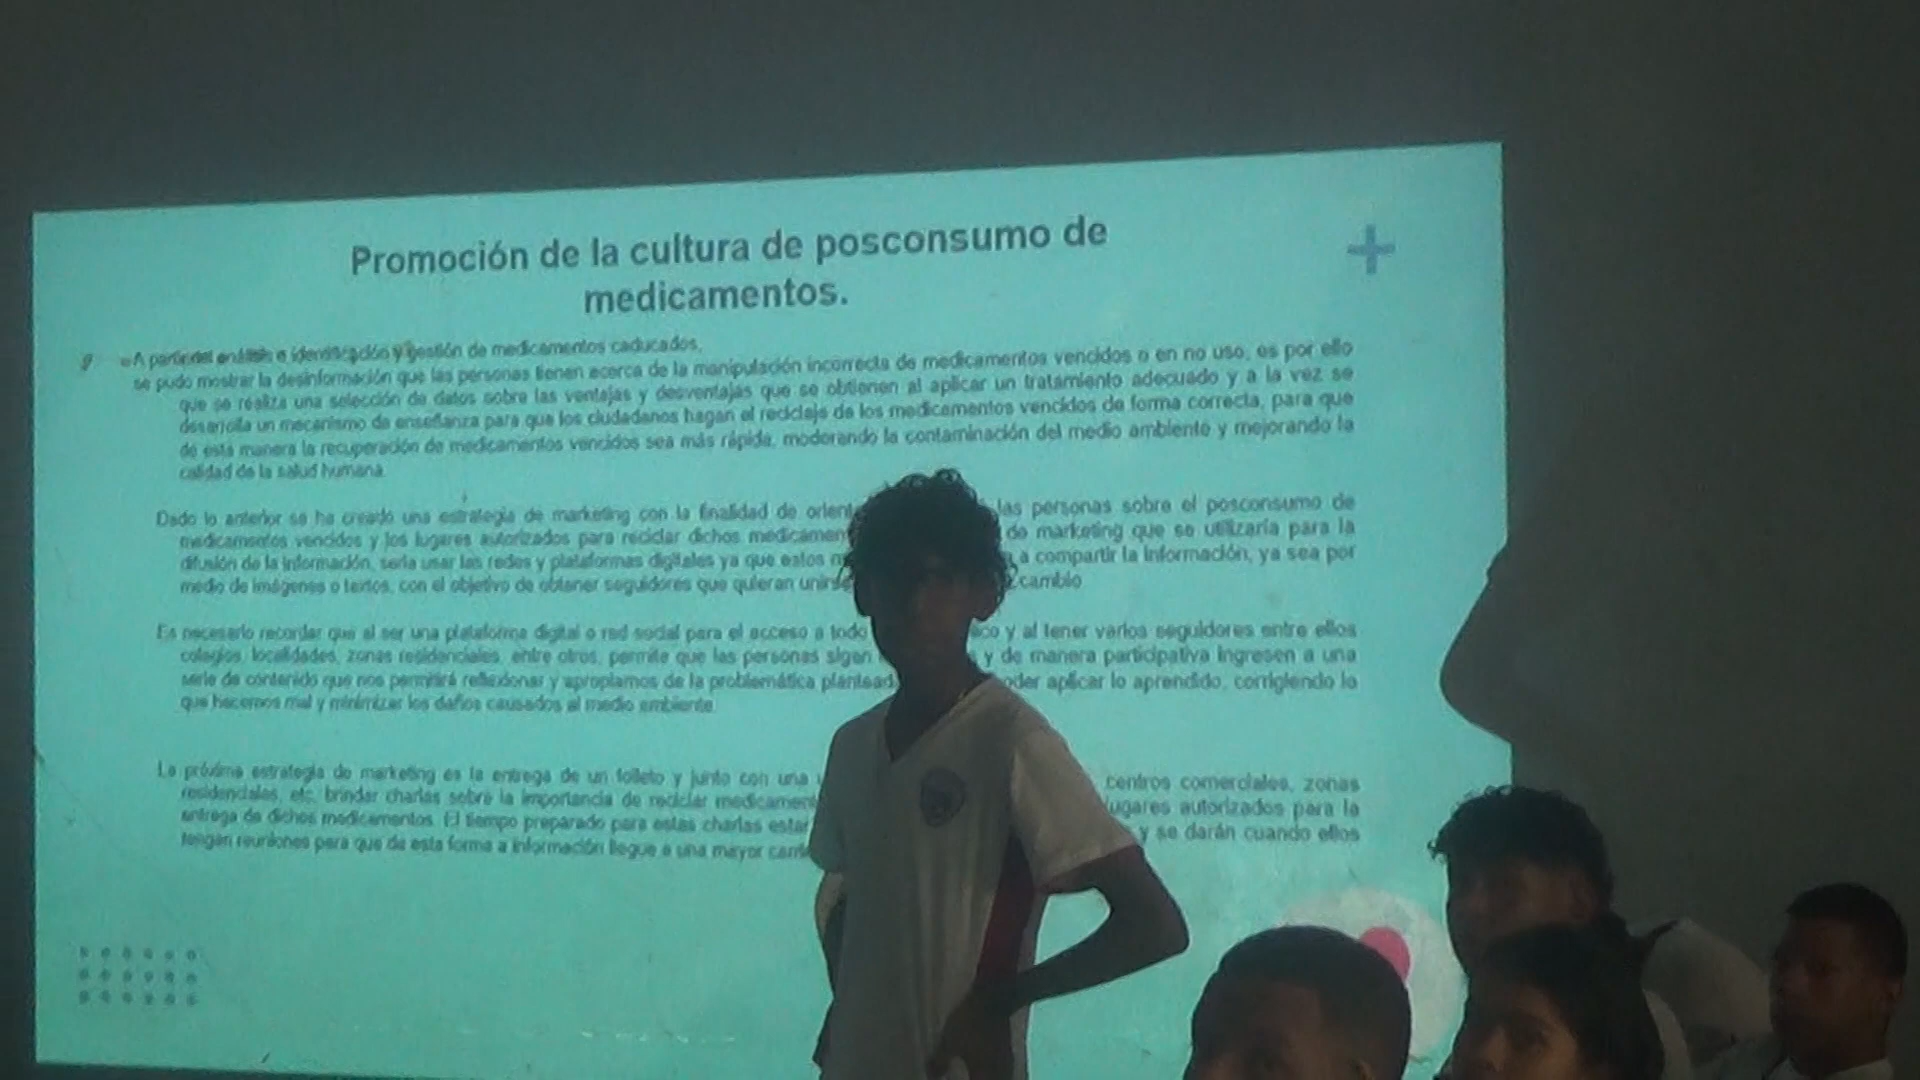 Promoción de la cultura de posconsumo de
medicamentos.
A partir del análisis e identificación y gestión de medicamentos caducados,
se pudo mostrar la desinformación que las personas tienen acerca de la manipulación incorrecta de medicamentos vencidos o en no uso, es por ello
que se realiza una selección de datos sobre las ventajas y desventajas que se obtienen al aplicar un tratamiento adecuado y a la vez se
desarrolla un mecanismo de enseñanza para que los ciudadanos hagan el reciclaje de los medicamentos vencidos de forma correcta, para que
de esta manera la recuperación de medicamentos vencidos sea más rápida, moderando la contaminación del medio ambiente y mejorando la
calidad de la salud humana.
Dado lo anterior se ha creado una estrategia de marketing con la finalidad de las personas sobre el posconsumo de
medicamentos vencidos y los lugares autorizados para reciclar dichos de marketing que se utilizaría para la
difusión de la información, sería usar las redes y plataformas digitales ya que estos a compartir la información, ya sea por
medio de imágenes o textos, con el objetivo de obtener seguidores que quieran cambio
Es necesario recordar que al ser una plataforma digital o red social para el acceso a todo y al tener varios seguidores entre ellos
colegios, localidades, zonas residenciales, entre otros, permite que las personas sigan y de manera participativa ingresen a una
serie de contenido que nos permitirá reflexionar y apropiarnos de la problemática aplicar lo aprendido, corrigiendo lo
que hacemos mal y minimizar los daños causados al medio ambiente.
La próxima estrategia de marketing es la entrega de un folleto y junto con una centros comerciales, zonas
residenciales, etc, brindar charlas sobre la importancia de reciclar lugares autorizados para la
entrega de dichos medicamentos. El tiempo preparado para estas charlas y se darán cuando ellos
tengan reuniones para que de esta forma a información llegue a una mayor